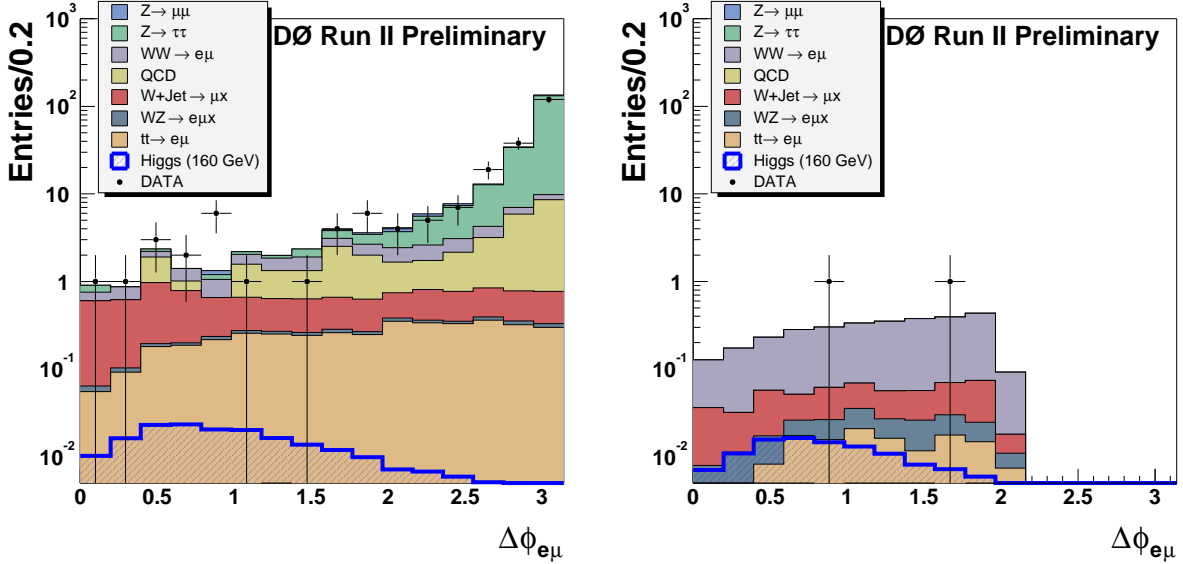 Entries/0.2
10³
10²
10
1
10⁻¹
10⁻²
Z→ μμ
Z→ ττ
WW→ eμ
QCD
W+Jet→ μx
WZ→ eμx
tt→ eμ
Higgs (160 GeV)
DATA
DØ Run II Preliminary
0 0.5 1 1.5 2 2.5 3
Δϕeμ
Entries/0.2
10³
10²
10
1
10⁻¹
10⁻²
Z→ μμ
Z→ ττ
WW→ eμ
QCD
W+Jet→ μx
WZ→ eμx
tt→ eμ
Higgs (160 GeV)
DATA
DØ Run II Preliminary
0 0.5 1 1.5 2 2.5 3
Δϕeμ